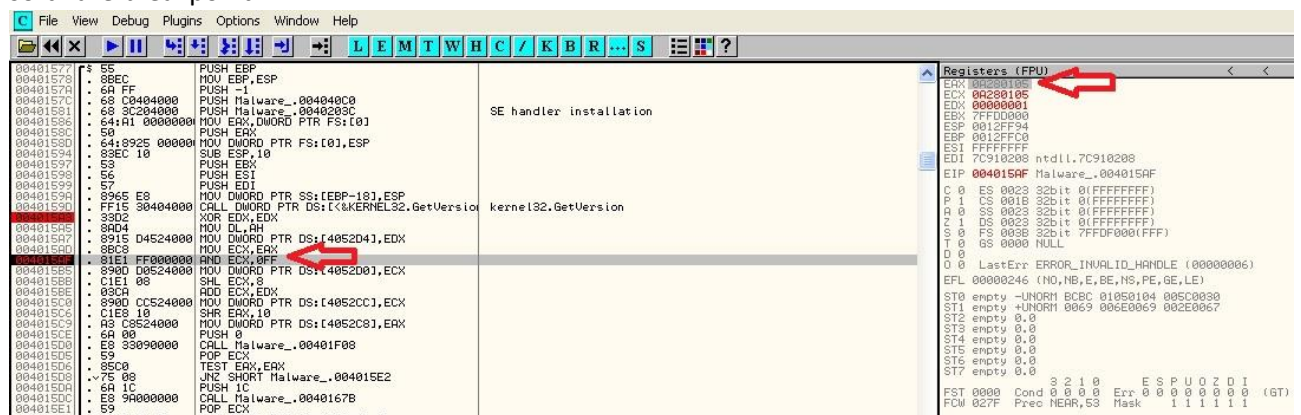 File View Debug Plugins Options Window Help
L E M T W H C / K B R ... S ?
00401577 $ 55 PUSH EBP
00401578 . 8BEC MOV EBP,ESP
0040157A . 6A FF PUSH -1
0040157C . 68 C0404000 PUSH Malware_.004040C0
00401581 . 68 3C204000 PUSH Malware_.0040203C SE handler installation
00401586 . 64:A1 0000000 MOV EAX,DWORD PTR FS:[0]
0040158C . 50 PUSH EAX
0040158D . 64:8925 00000 MOV DWORD PTR FS:[0],ESP
00401594 . 83EC 10 SUB ESP,10
00401597 . 53 PUSH EBX
00401598 . 56 PUSH ESI
00401599 . 57 PUSH EDI
0040159A . 8965 E8 MOV DWORD PTR SS:[EBP-18],ESP
0040159D . FF15 30404000 CALL DWORD PTR DS:[<&KERNEL32.GetVersio kernel32.GetVersion
004015A3 . 33D2 XOR EDX,EDX
004015A5 . 8AD4 MOV DL,AH
004015A7 . 8915 D4524000 MOV DWORD PTR DS:[4052D4],EDX
004015AD . 8BC8 MOV ECX,EAX
004015AF . 81E1 FF000000 AND ECX,0FF
004015B5 . 890D D0524000 MOV DWORD PTR DS:[4052D0],ECX
004015BB . C1E1 08 SHL ECX,8
004015BE . 03CA ADD ECX,EDX
004015C0 . 890D CC524000 MOV DWORD PTR DS:[4052CC],ECX
004015C6 . C1E8 10 SHR EAX,10
004015C9 . A3 C8524000 MOV DWORD PTR DS:[4052C8],EAX
004015CE . 6A 00 PUSH 0
004015D0 . E8 33090000 CALL Malware_.00401F08
004015D5 . 59 POP ECX
004015D6 . 85C0 TEST EAX,EAX
004015D8 .v75 08 JNZ SHORT Malware_.004015E2
004015DA . 6A 1C PUSH 1C
004015DC . E8 9A000000 CALL Malware_.0040167B
004015E1 . 59 POP ECX
Registers (FPU) < <
EAX 0A280105
ECX 0A280105
EDX 00000001
EBX 7FFDD000
ESP 0012FF94
EBP 0012FFC0
ESI FFFFFFFF
EDI 7C910208 ntdll.7C910208
EIP 004015AF Malware_.004015AF
C 0 ES 0023 32bit 0(FFFFFFFF)
P 1 CS 001B 32bit 0(FFFFFFFF)
A 0 SS 0023 32bit 0(FFFFFFFF)
Z 1 DS 0023 32bit 0(FFFFFFFF)
S 0 FS 003B 32bit 7FFDF000(FFF)
T 0 GS 0000 NULL
D 0
O 0 LastErr ERROR_INVALID_HANDLE (00000006)
EFL 00000246 (NO,NB,E,BE,NS,PE,GE,LE)
ST0 empty -UNORM BCBC 01050104 005C0030
ST1 empty +UNORM 0069 006E0069 002E0067
ST2 empty 0.0
ST3 empty 0.0
ST4 empty 0.0
ST5 empty 0.0
ST6 empty 0.0
ST7 empty 0.0
3 2 1 0 E S P U O Z D I
FST 0000 Cond 0 0 0 0 Err 0 0 0 0 0 0 0 0 (GT)
FCW 027F Prec NEAR,53 Mask 1 1 1 1 1 1